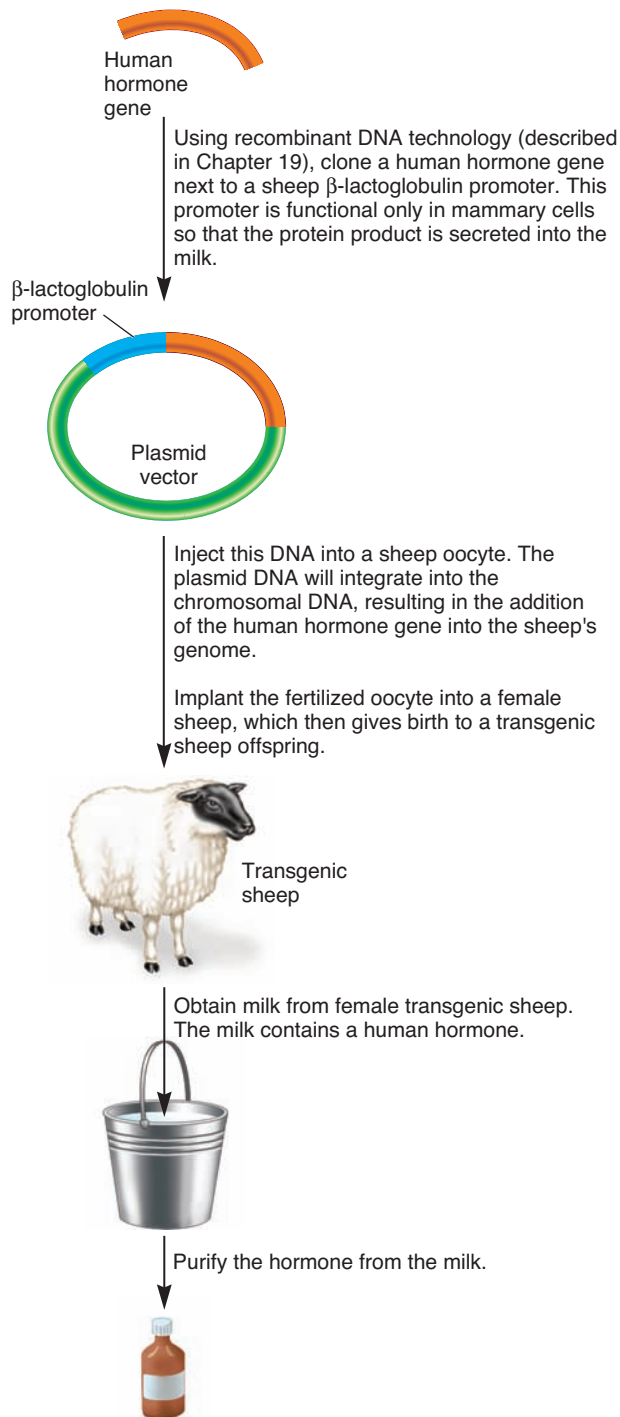 Human
hormone
gene
Using recombinant DNA technology (described
in Chapter 19), clone a human hormone gene
next to a sheep β-lactoglobulin promoter. This
promoter is functional only in mammary cells
so that the protein product is secreted into the
milk.
β-lactoglobulin
promoter
Plasmid
vector
Inject this DNA into a sheep oocyte. The
plasmid DNA will integrate into the
chromosomal DNA, resulting in the addition
of the human hormone gene into the sheep's
genome.
Implant the fertilized oocyte into a female
sheep, which then gives birth to a transgenic
sheep offspring.
Transgenic
sheep
Obtain milk from female transgenic sheep.
The milk contains a human hormone.
Purify the hormone from the milk.